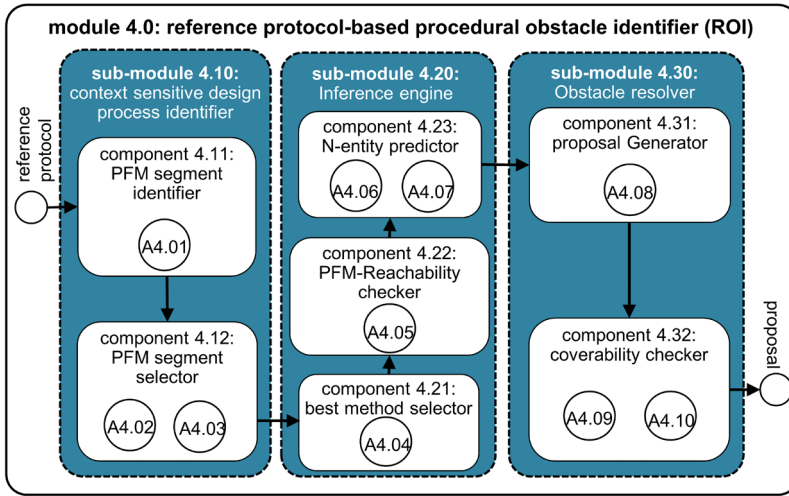 module 4.0: reference protocol-based procedural obstacle identifier (ROI)
reference
protocol
sub-module 4.10:
context sensitive design
process identifier
component 4.11:
PFM segment
identifier
A4.01
component 4.12:
PFM segment
selector
A4.02
A4.03
sub-module 4.20:
Inference engine
component 4.23:
N-entity predictor
A4.06
A4.07
component 4.22:
PFM-Reachability
checker
A4.05
component 4.21:
best method selector
A4.04
sub-module 4.30:
Obstacle resolver
component 4.31:
proposal Generator
A4.08
component 4.32:
coverability checker
A4.09
A4.10
proposal